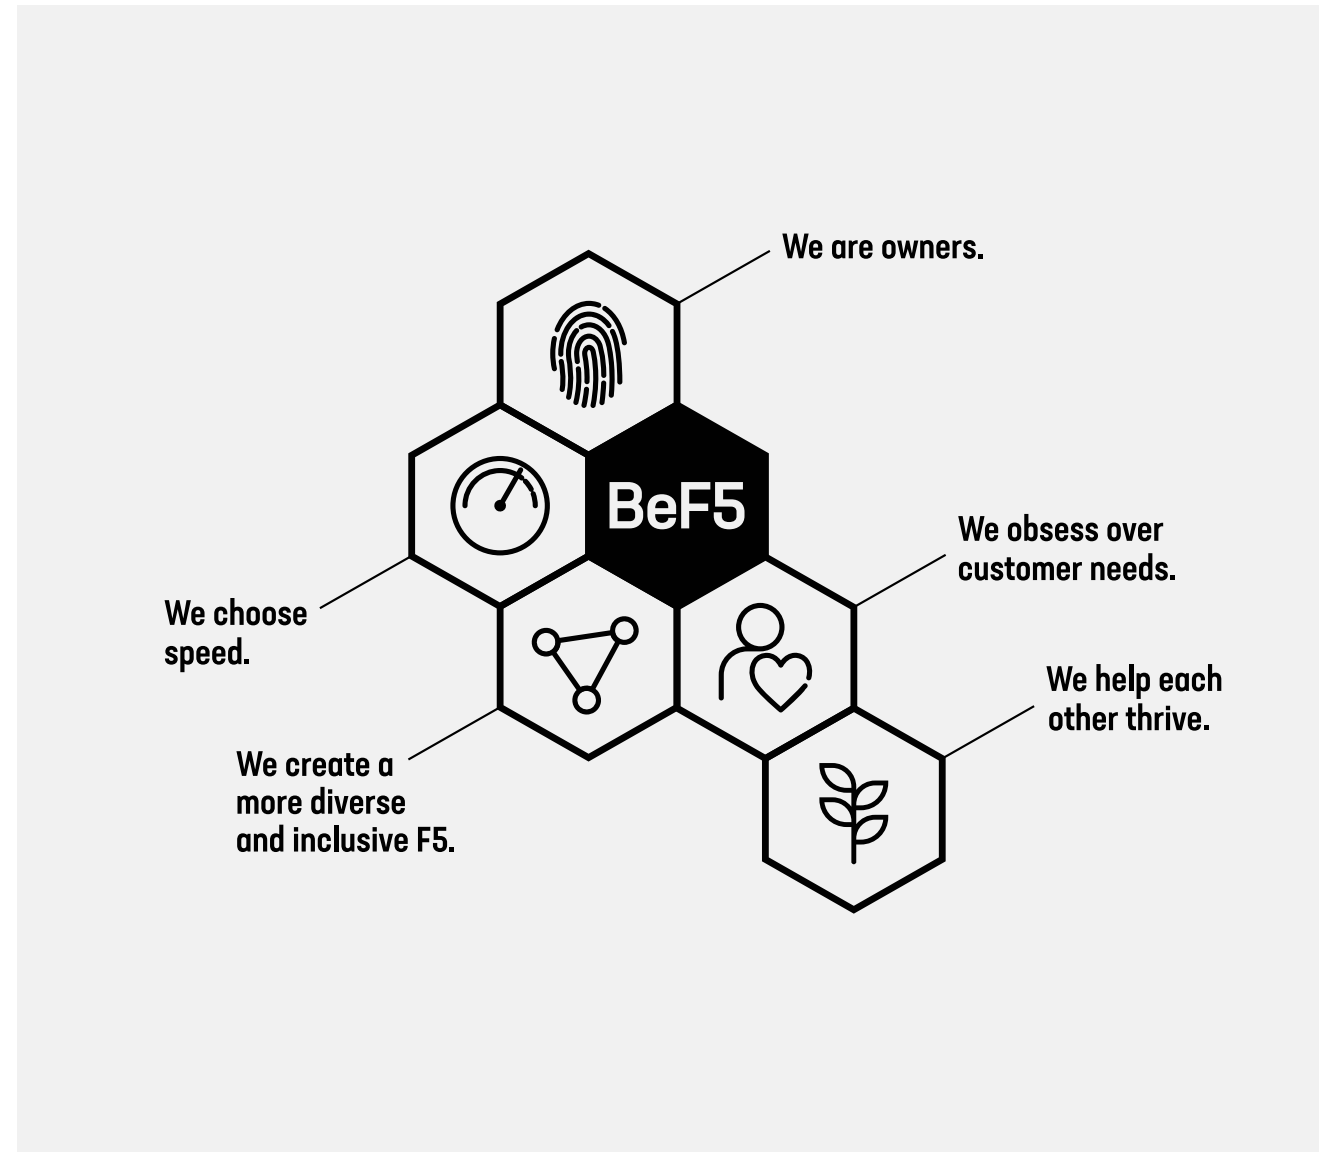 We are owners.
BeF5
We obsess over
customer needs.
We choose
speed.
We help each
other thrive.
We create a
more diverse
and inclusive F5.